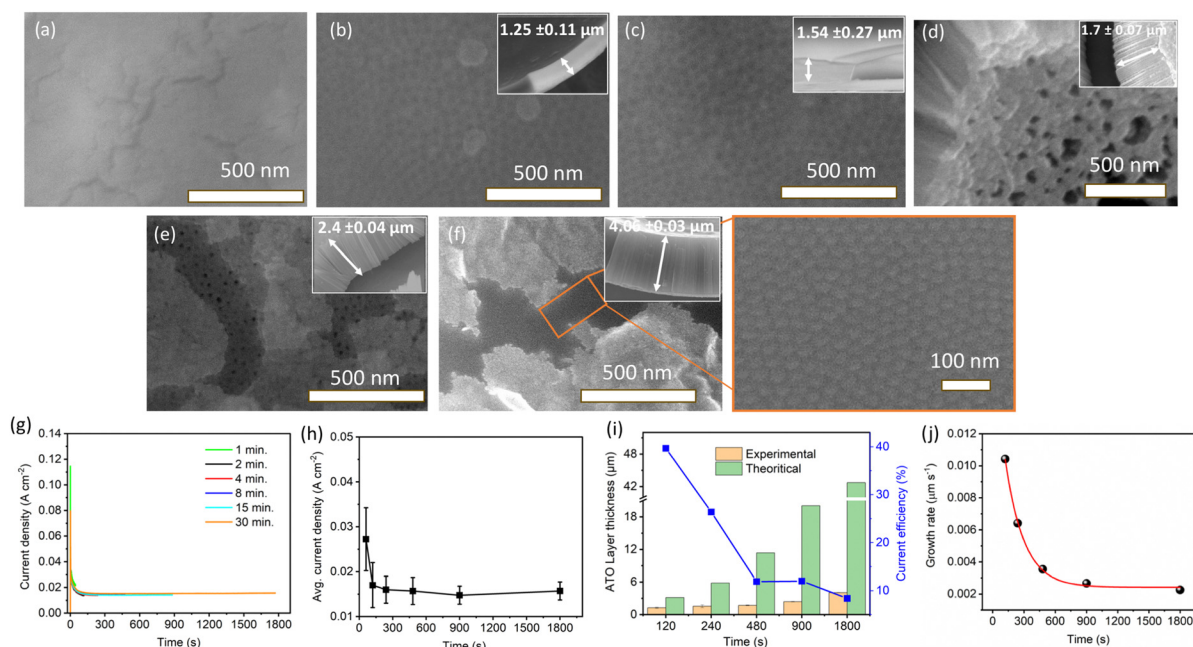 (a)
500 nm
(b)
1.25 ±0.11 µm
500 nm
(c)
1.54 ±0.27 µm
500 nm
(d)
1.7 ± 0.07 µm
500 nm
(e)
2.4 ±0.04 µm
500 nm
(f)
4.06 ±0.03 µm
500 nm
100 nm
(g)
Current density (A cm⁻²)
0.14
0.12
0.10
0.08
0.06
0.04
0.02
0.00
1 min.
2 min.
4 min.
8 min.
15 min.
30 min.
0 300 600 900 1200 1500 1800
Time (s)
(h)
Avg. current density (A cm⁻²)
0.05
0.04
0.03
0.02
0.01
0 300 600 900 1200 1500 1800
Time (s)
(i)
ATO Layer thickness (µm)
48
42
18
12
6
0
Experimental
Theoritical
40
30
20
10
Current efficiency (%)
120 240 480 900 1800
Time (s)
(j)
Growth rate (µm s⁻¹)
0.012
0.010
0.008
0.006
0.004
0.002
0 300 600 900 1200 1500 1800
Time (s)